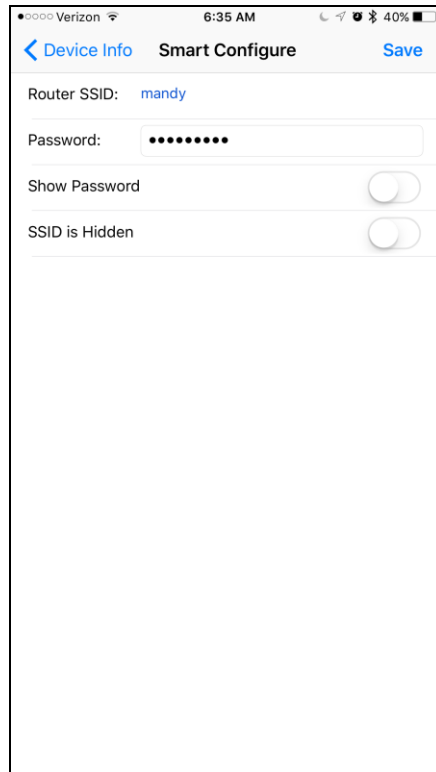 ●○○○○ Verizon 6:35 AM 40%
Device Info Smart Configure Save
Router SSID: mandy
Password: ●●●●●●●●●
Show Password
SSID is Hidden